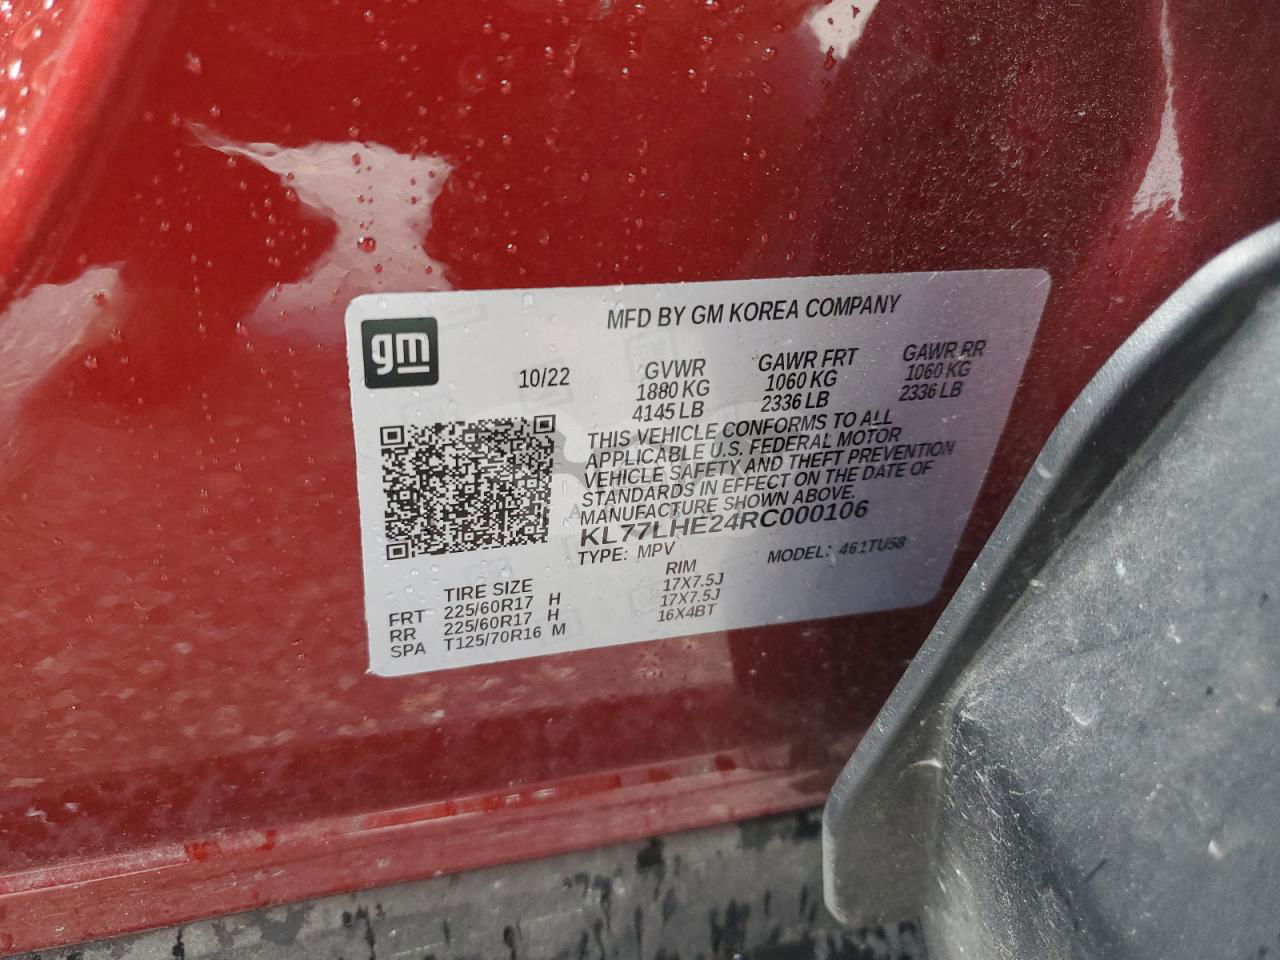 MFD BY GM KOREA COMPANY
gm
10/22
GVWR GAWR FRT GAWR RR
1880 KG 1060 KG 1060 KG
4145 LB 2336 LB 2336 LB
THIS VEHICLE CONFORMS TO ALL
APPLICABLE U.S. FEDERAL MOTOR
VEHICLE SAFETY AND THEFT PREVENTION
STANDARDS IN EFFECT ON THE DATE OF
MANUFACTURE SHOWN ABOVE.
KL77LHE24RC000106
TYPE: MPV MODEL: 461TU58
TIRE SIZE RIM
FRT 225/60R17 H 17X7.5J
RR 225/60R17 H 17X7.5J
SPA T125/70R16 M 16X4BT